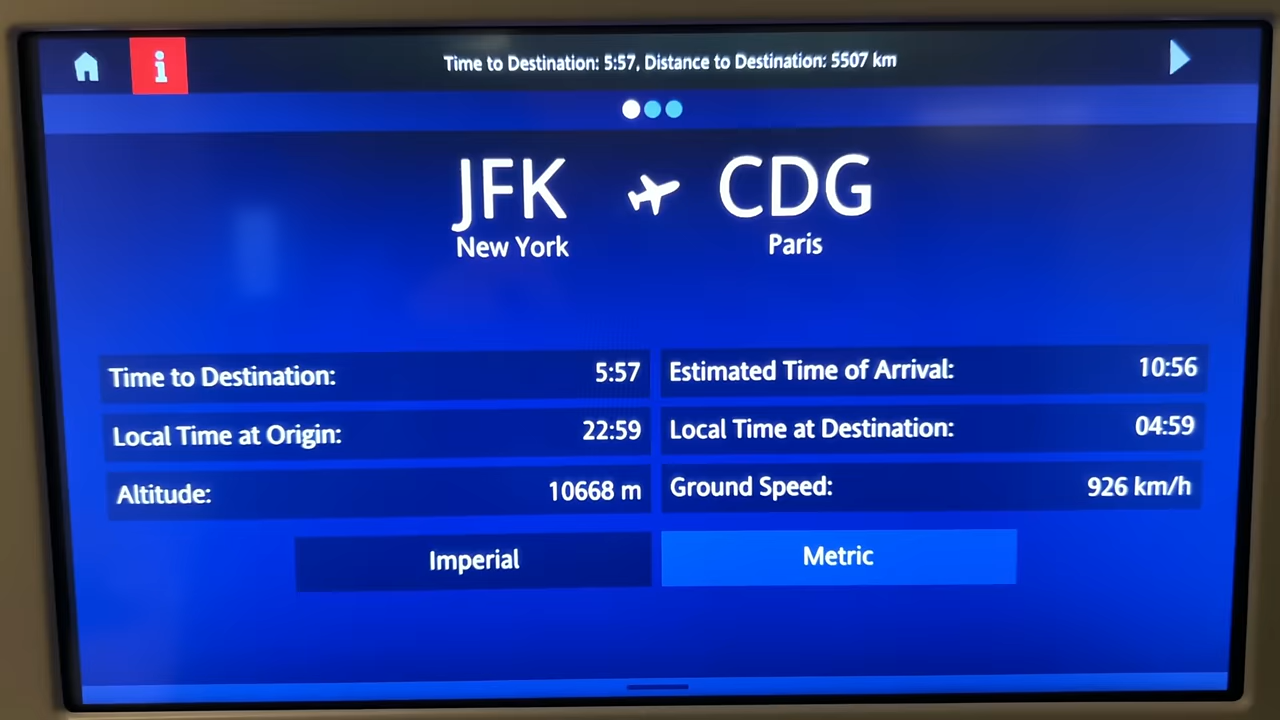 i
Time to Destination: 5:57, Distance to Destination: 5507 km
JFK CDG
New York Paris
Time to Destination: 5:57 Estimated Time of Arrival: 10:56
Local Time at Origin: 22:59 Local Time at Destination: 04:59
Altitude: 10668 m Ground Speed: 926 km/h
Imperial Metric